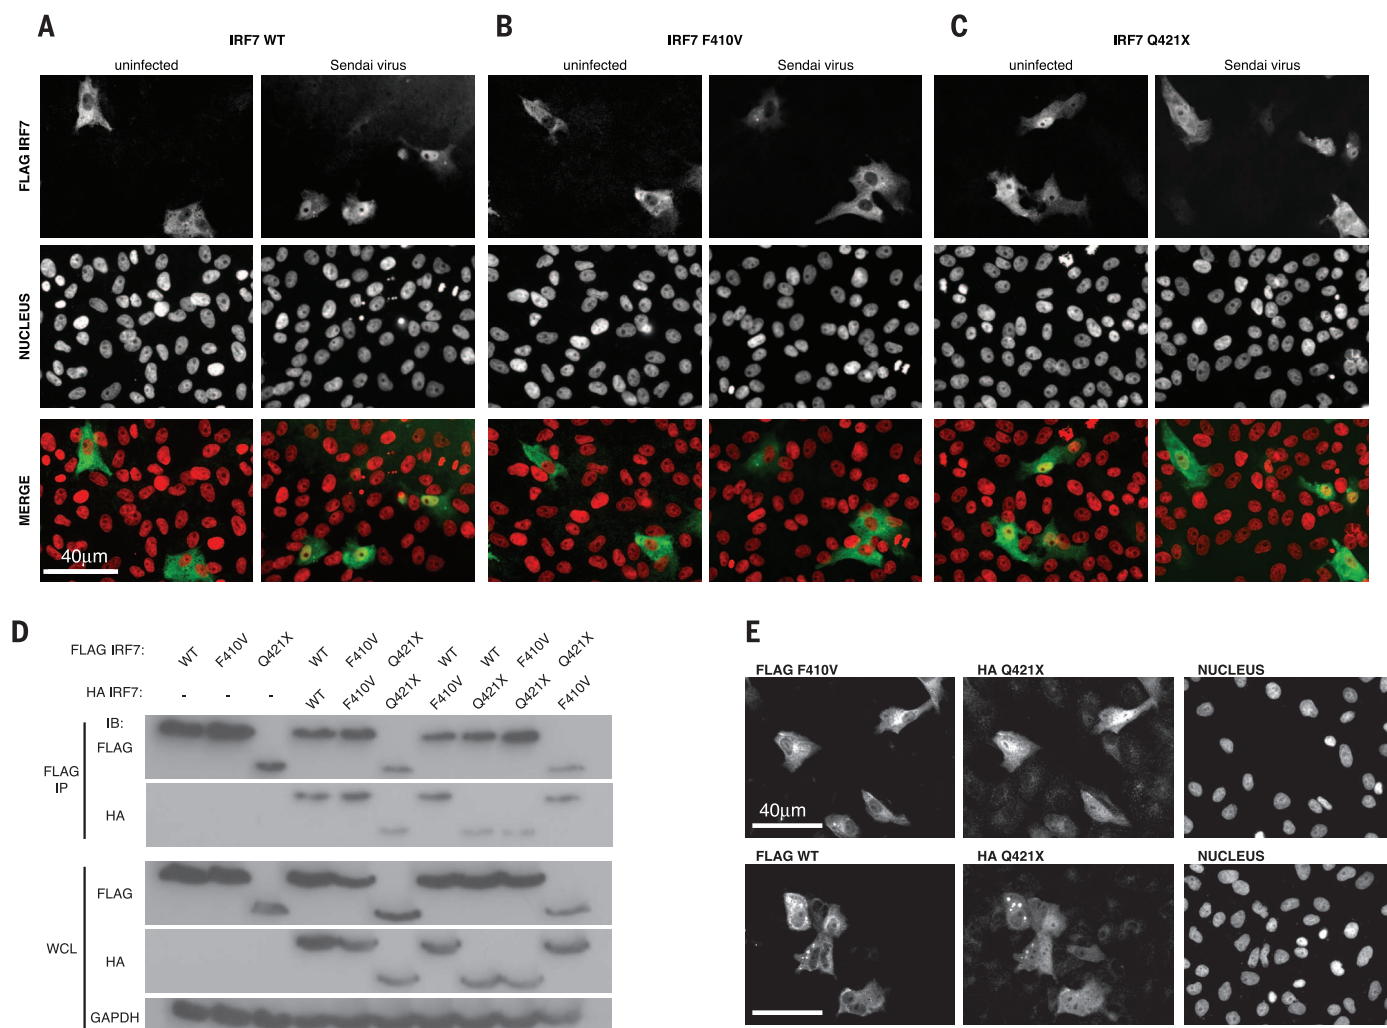 A
IRF7 WT
uninfected
Sendai virus
B
IRF7 F410V
uninfected
Sendai virus
C
IRF7 Q421X
uninfected
Sendai virus
FLAG IRF7
NUCLEUS
MERGE
40μm
D
FLAG IRF7: WT F410V Q421X WT F410V Q421X WT WT F410V Q421X
HA IRF7: - - - WT F410V Q421X F410V Q421X Q421X F410V
IB:
FLAG IP
FLAG
HA
WCL
FLAG
HA
GAPDH
E
FLAG F410V
HA Q421X
NUCLEUS
40μm
FLAG WT
HA Q421X
NUCLEUS